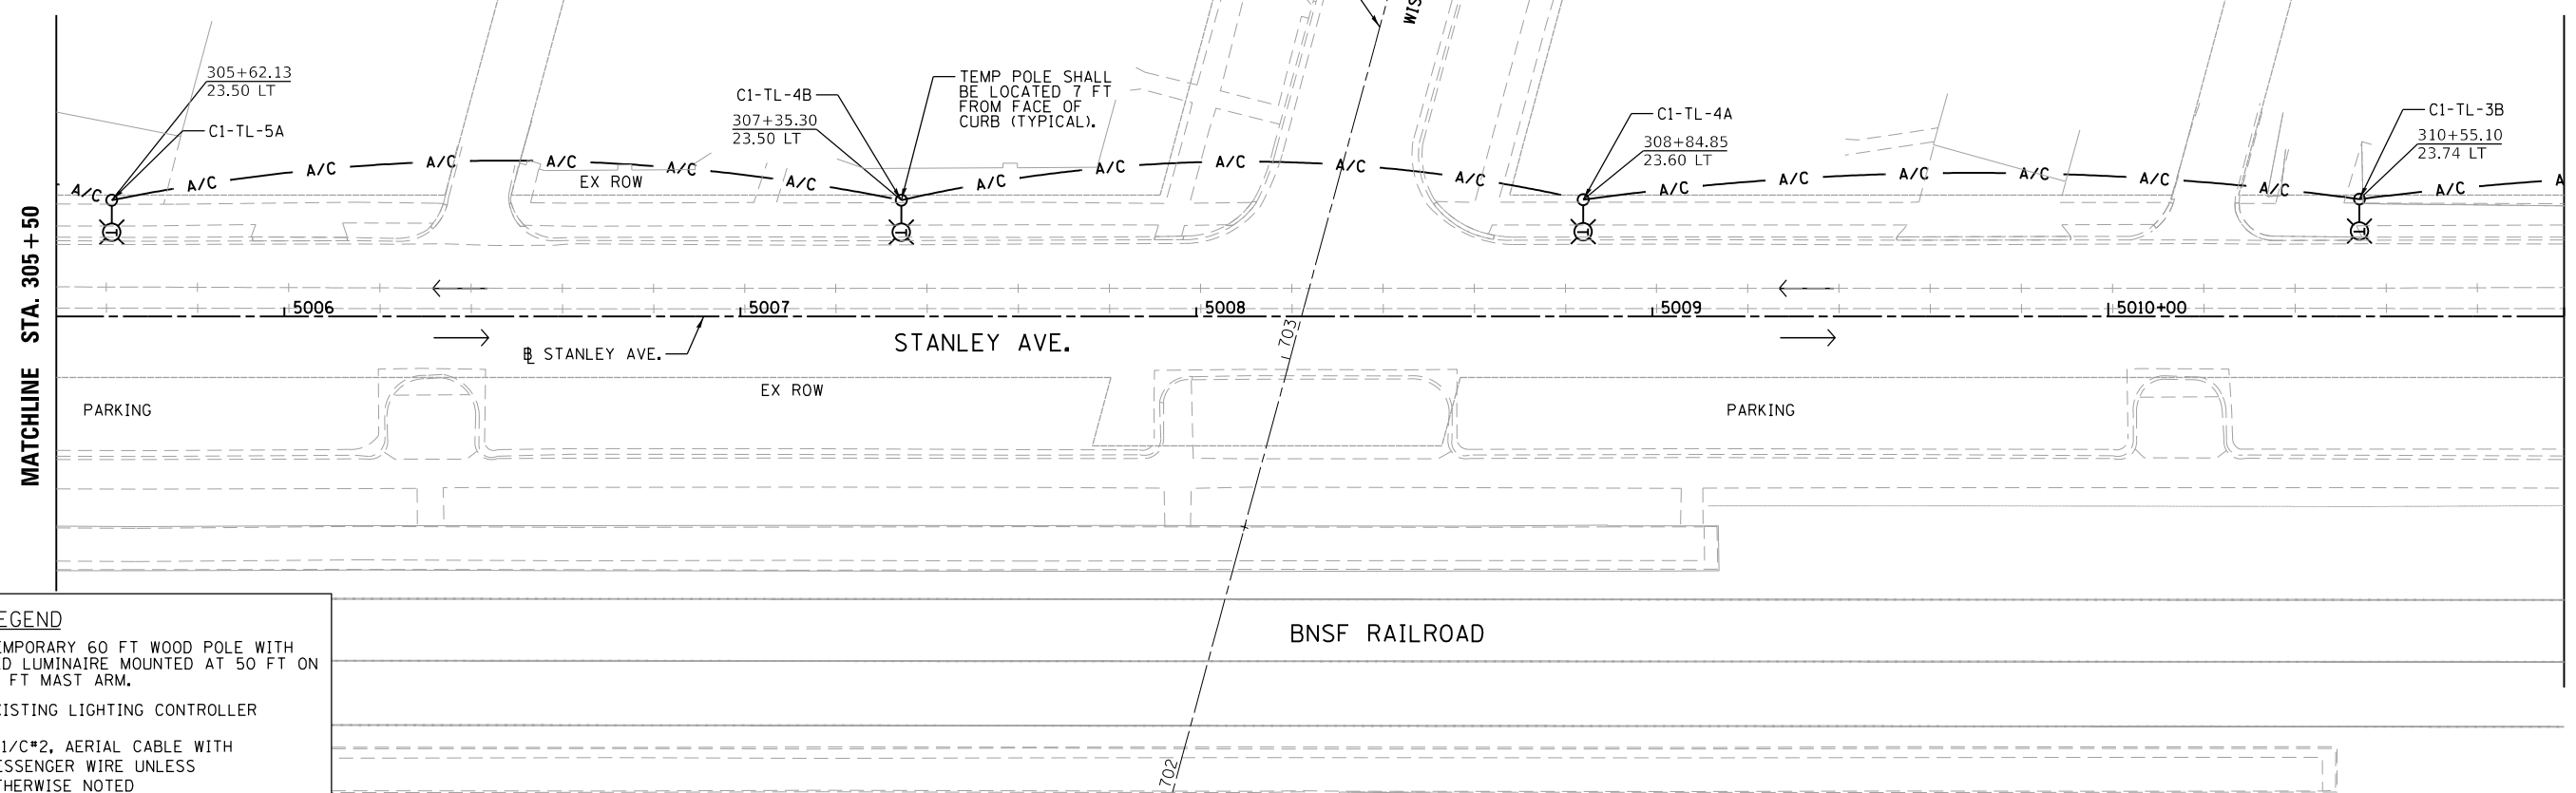 WIS
305+62.13
23.50 LT
C1-TL-5A
C1-TL-4B
307+35.30
23.50 LT
TEMP POLE SHALL
BE LOCATED 7 FT
FROM FACE OF
CURB (TYPICAL).
C1-TL-4A
308+84.85
23.60 LT
C1-TL-3B
310+55.10
23.74 LT
A/C A/C A/C A/C A/C A/C A/C A/C A/C A/C A/C A/C A/C A/C A/C A/C A/C A/C A/C A
EX ROW
T T T T
MATCHLINE STA. 305+50
5006 5007 5008 5009 5010+00
703
STANLEY AVE.
BL STANLEY AVE.
EX ROW
PARKING
PARKING
BNSF RAILROAD
702
EGEND
EMPORARY 60 FT WOOD POLE WITH
ED LUMINAIRE MOUNTED AT 50 FT ON
FT MAST ARM.
XISTING LIGHTING CONTROLLER
1/C#2, AERIAL CABLE WITH
ESSENGER WIRE UNLESS
THERWISE NOTED